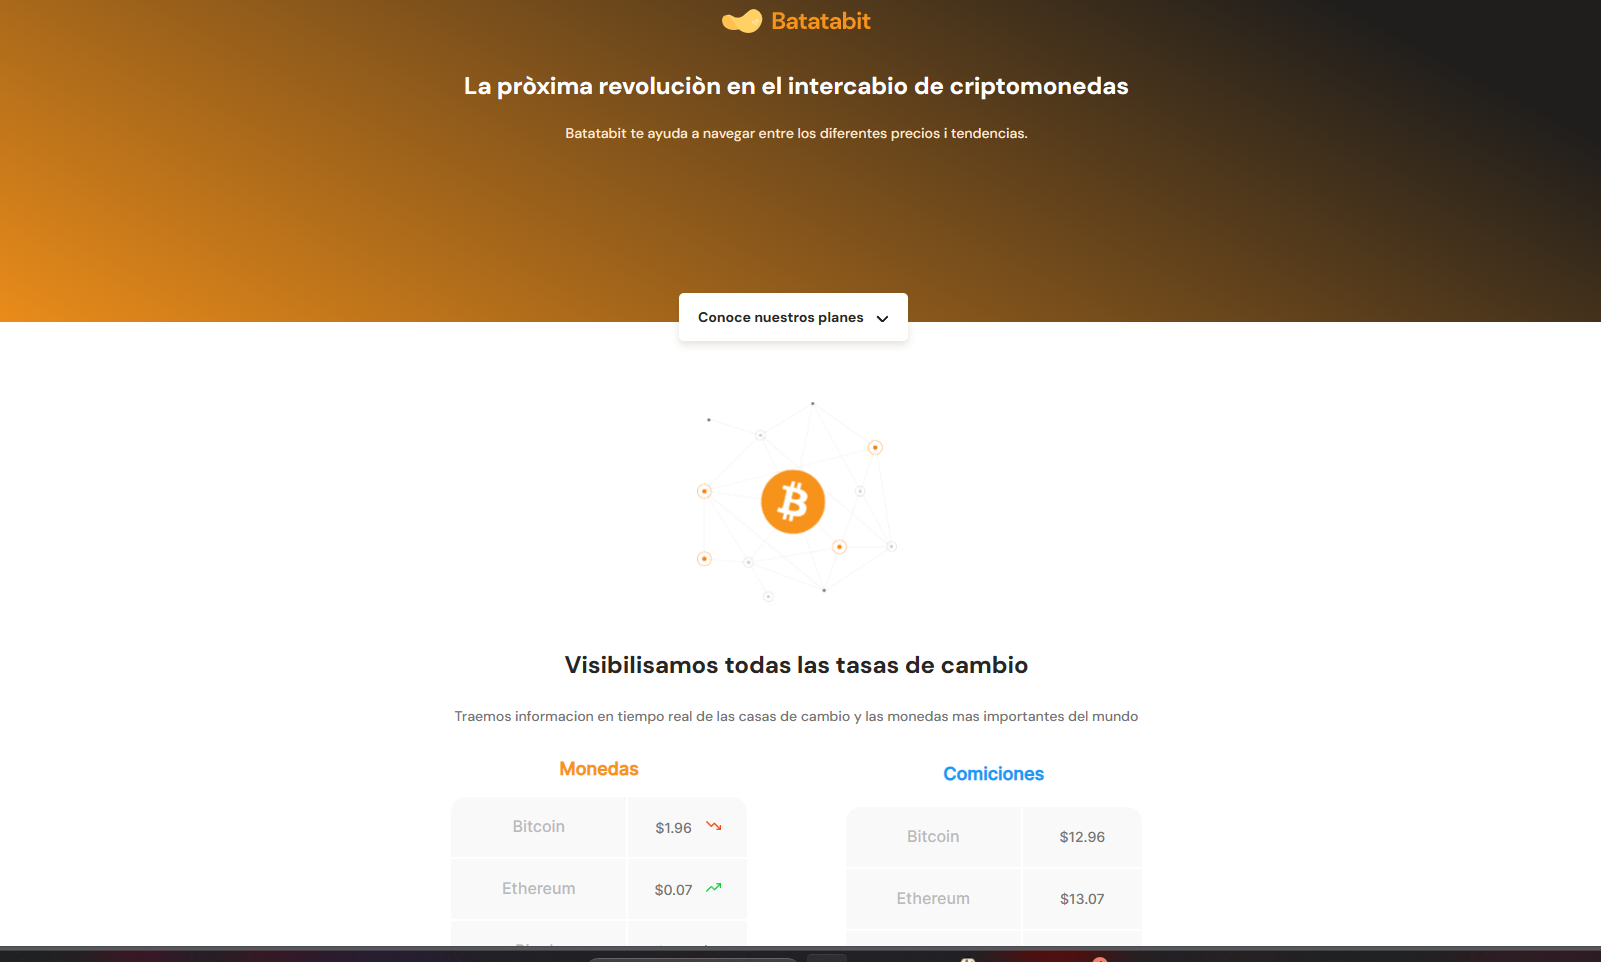 Batatabit
La pròxima revoluciòn en el intercabio de criptomonedas
Batatabit te ayuda a navegar entre los diferentes precios i tendencias.
Conoce nuestros planes
Visibilisamos todas las tasas de cambio
Traemos informacion en tiempo real de las casas de cambio y las monedas mas importantes del mundo
Monedas
Bitcoin $1.96
Ethereum $0.07
Comiciones
Bitcoin $12.96
Ethereum $13.07